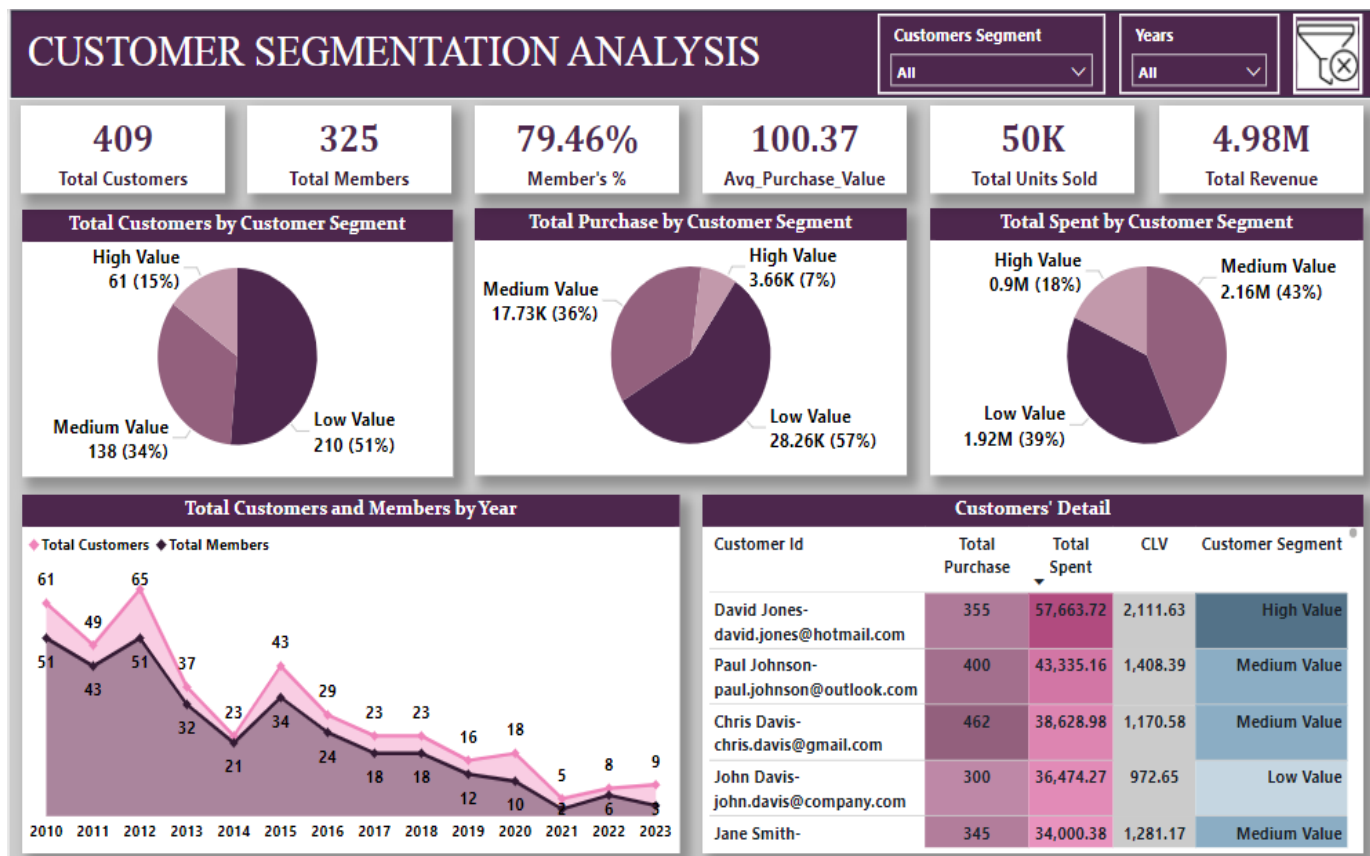 CUSTOMER SEGMENTATION ANALYSIS
Customers Segment
All
Years
All
409
Total Customers
325
Total Members
79.46%
Member's %
100.37
Avg_Purchase_Value
50K
Total Units Sold
4.98M
Total Revenue
Total Customers by Customer Segment
High Value
61 (15%)
Medium Value
138 (34%)
Low Value
210 (51%)
Total Purchase by Customer Segment
High Value
3.66K (7%)
Medium Value
17.73K (36%)
Low Value
28.26K (57%)
Total Spent by Customer Segment
High Value
0.9M (18%)
Medium Value
2.16M (43%)
Low Value
1.92M (39%)
Total Customers and Members by Year
Total Customers Total Members
61 49 65 37 23 43 29 23 23 16 18 5 8 9
51 43 51 32 21 34 24 18 18 12 10 2 6 3
2010 2011 2012 2013 2014 2015 2016 2017 2018 2019 2020 2021 2022 2023
Customers' Detail
Customer Id Total Purchase Total Spent CLV Customer Segment
David Jones- 355 57,663.72 2,111.63 High Value
david.jones@hotmail.com
Paul Johnson- 400 43,335.16 1,408.39 Medium Value
paul.johnson@outlook.com
Chris Davis- 462 38,628.98 1,170.58 Medium Value
chris.davis@gmail.com
John Davis- 300 36,474.27 972.65 Low Value
john.davis@company.com
Jane Smith- 345 34,000.38 1,281.17 Medium Value